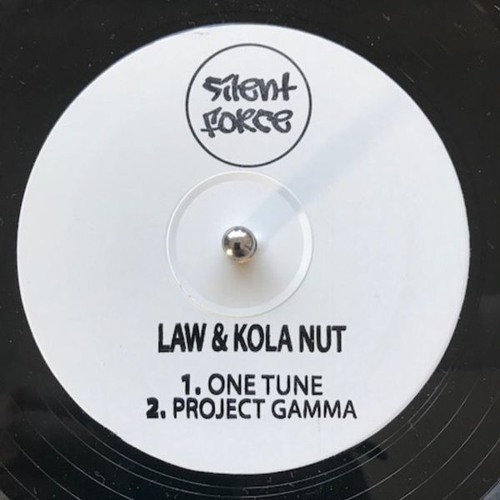 Silent
Force
LAW & KOLA NUT
1. ONE TUNE
2. PROJECT GAMMA